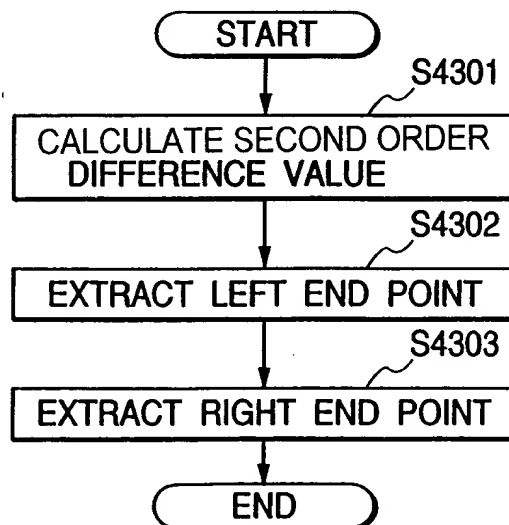 START
S4301
CALCULATE SECOND ORDER
DIFFERENCE VALUE
S4302
EXTRACT LEFT END POINT
S4303
EXTRACT RIGHT END POINT
END